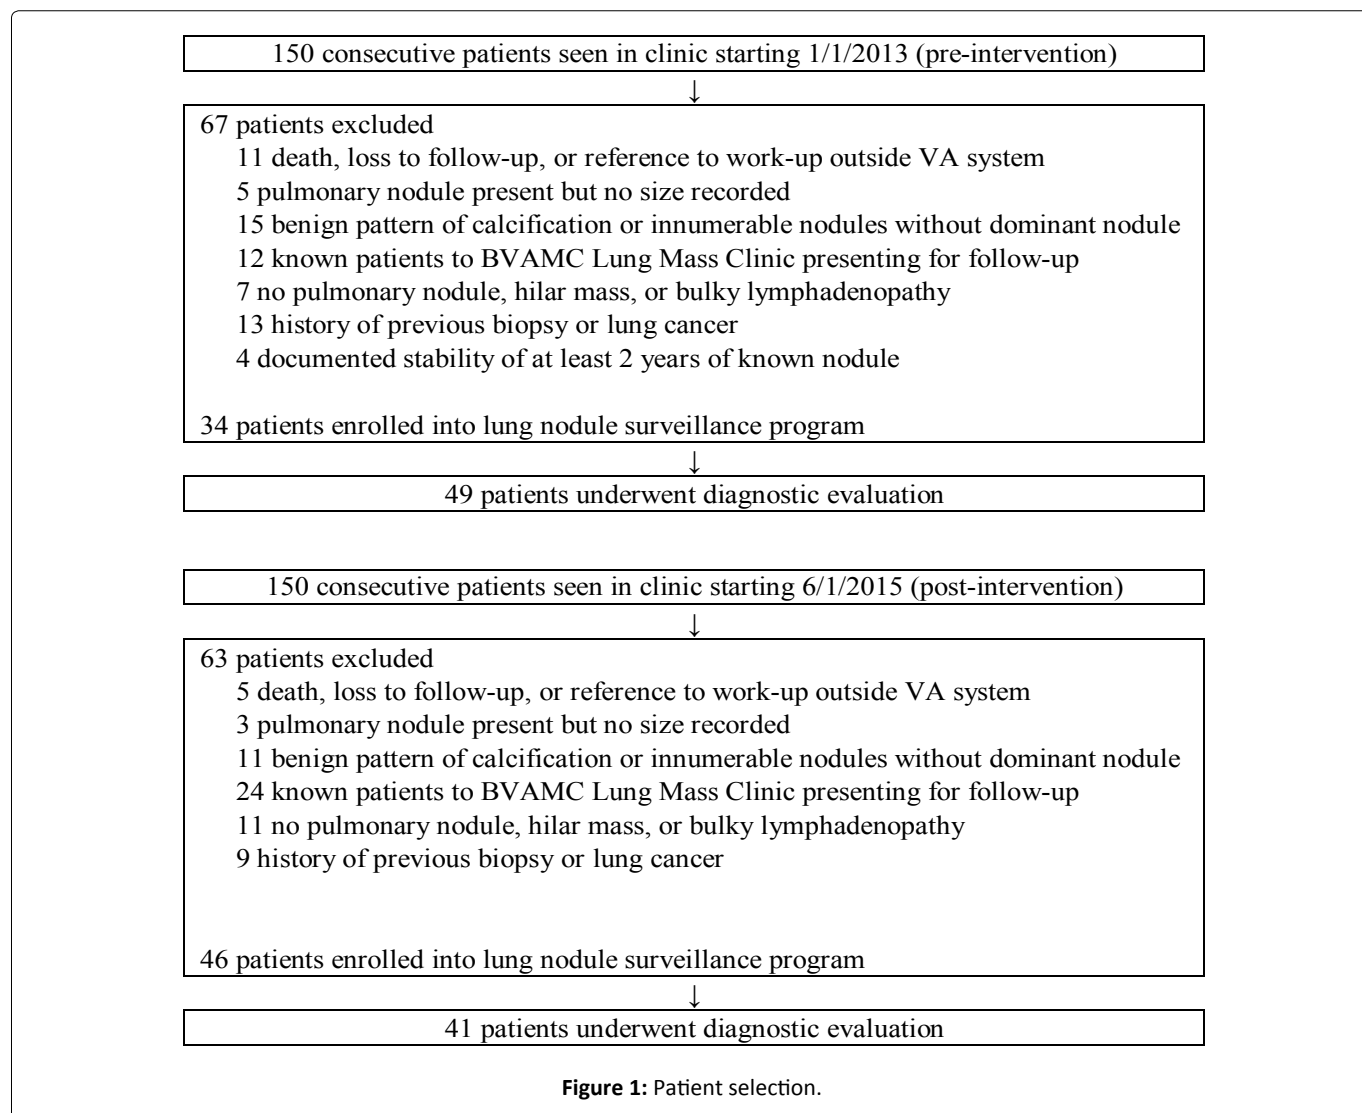 150 consecutive patients seen in clinic starting 1/1/2013 (pre-intervention)
↓
67 patients excluded
11 death, loss to follow-up, or reference to work-up outside VA system
5 pulmonary nodule present but no size recorded
15 benign pattern of calcification or innumerable nodules without dominant nodule
12 known patients to BVAMC Lung Mass Clinic presenting for follow-up
7 no pulmonary nodule, hilar mass, or bulky lymphadenopathy
13 history of previous biopsy or lung cancer
4 documented stability of at least 2 years of known nodule
34 patients enrolled into lung nodule surveillance program
↓
49 patients underwent diagnostic evaluation
150 consecutive patients seen in clinic starting 6/1/2015 (post-intervention)
↓
63 patients excluded
5 death, loss to follow-up, or reference to work-up outside VA system
3 pulmonary nodule present but no size recorded
11 benign pattern of calcification or innumerable nodules without dominant nodule
24 known patients to BVAMC Lung Mass Clinic presenting for follow-up
11 no pulmonary nodule, hilar mass, or bulky lymphadenopathy
9 history of previous biopsy or lung cancer
46 patients enrolled into lung nodule surveillance program
↓
41 patients underwent diagnostic evaluation
Figure 1: Patient selection.